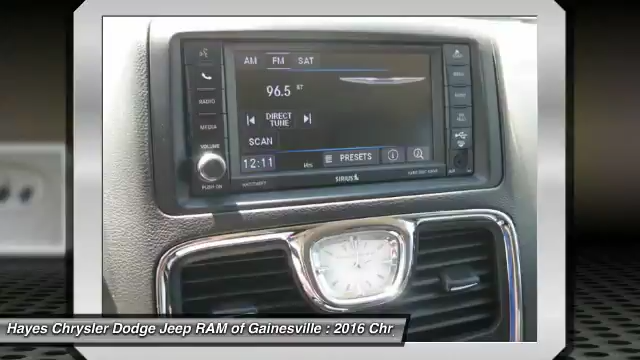 AM FM SAT
96.5 ST
DIRECT
TUNE
SCAN
12:11
PRESETS
RADIO
MEDIA
VOLUME
PUSH ON
SIRIUS
Hayes Chrysler Dodge Jeep RAM of Gainesville : 2016 Chr.